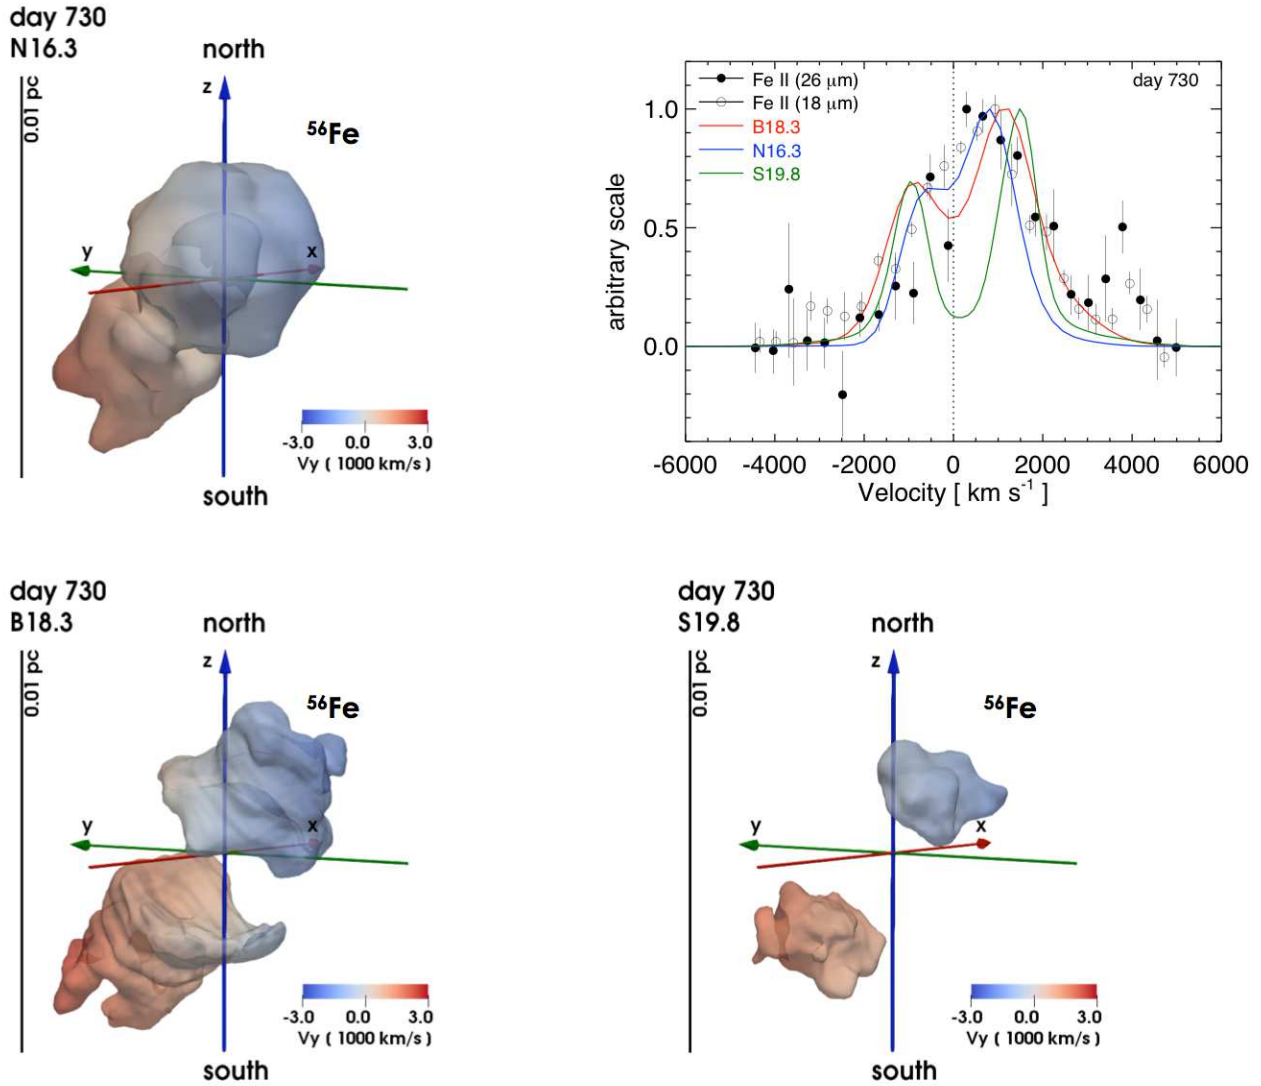 day 730
N16.3
north
z
0.01 pc
⁵⁶Fe
y
x
-3.0 0.0 3.0
Vy [ 1000 km/s ]
south
Fe II (26 μm)
Fe II (18 μm)
B18.3
N16.3
S19.8
day 730
1.0
0.5
0.0
arbitrary scale
-6000 -4000 -2000 0 2000 4000 6000
Velocity [ km s⁻¹ ]
day 730
B18.3
north
z
0.01 pc
⁵⁶Fe
y
x
-3.0 0.0 3.0
Vy [ 1000 km/s ]
south
day 730
S19.8
north
z
0.01 pc
⁵⁶Fe
y
x
-3.0 0.0 3.0
Vy [ 1000 km/s ]
south